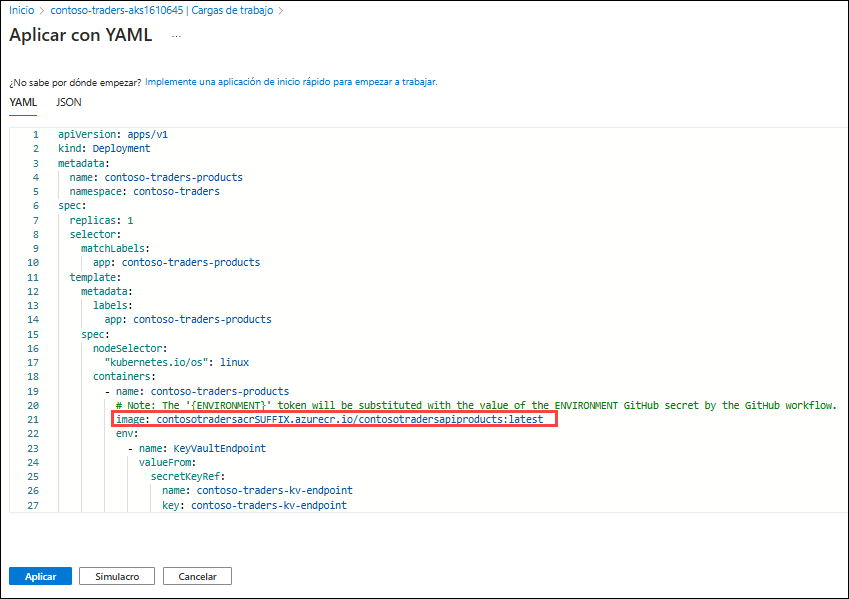 Inicio > contoso-traders-aks1610645 | Cargas de trabajo >
Aplicar con YAML ...
¿No sabe por dónde empezar? Implemente una aplicación de inicio rápido para empezar a trabajar.
YAML JSON
1 apiVersion: apps/v1
2 kind: Deployment
3 metadata:
4 name: contoso-traders-products
5 namespace: contoso-traders
6 spec:
7 replicas: 1
8 selector:
9 matchLabels:
10 app: contoso-traders-products
11 template:
12 metadata:
13 labels:
14 app: contoso-traders-products
15 spec:
16 nodeSelector:
17 "kubernetes.io/os": linux
18 containers:
19 - name: contoso-traders-products
20 # Note: The '{ENVIRONMENT}' token will be substituted with the value of the ENVIRONMENT GitHub secret by the GitHub workflow.
21 image: contosotradersacrSUFFIX.azurecr.io/contosotradersapiproducts:latest
22 env:
23 - name: KeyVaultEndpoint
24 valueFrom:
25 secretKeyRef:
26 name: contoso-traders-kv-endpoint
27 key: contoso-traders-kv-endpoint
Aplicar Simulacro Cancelar